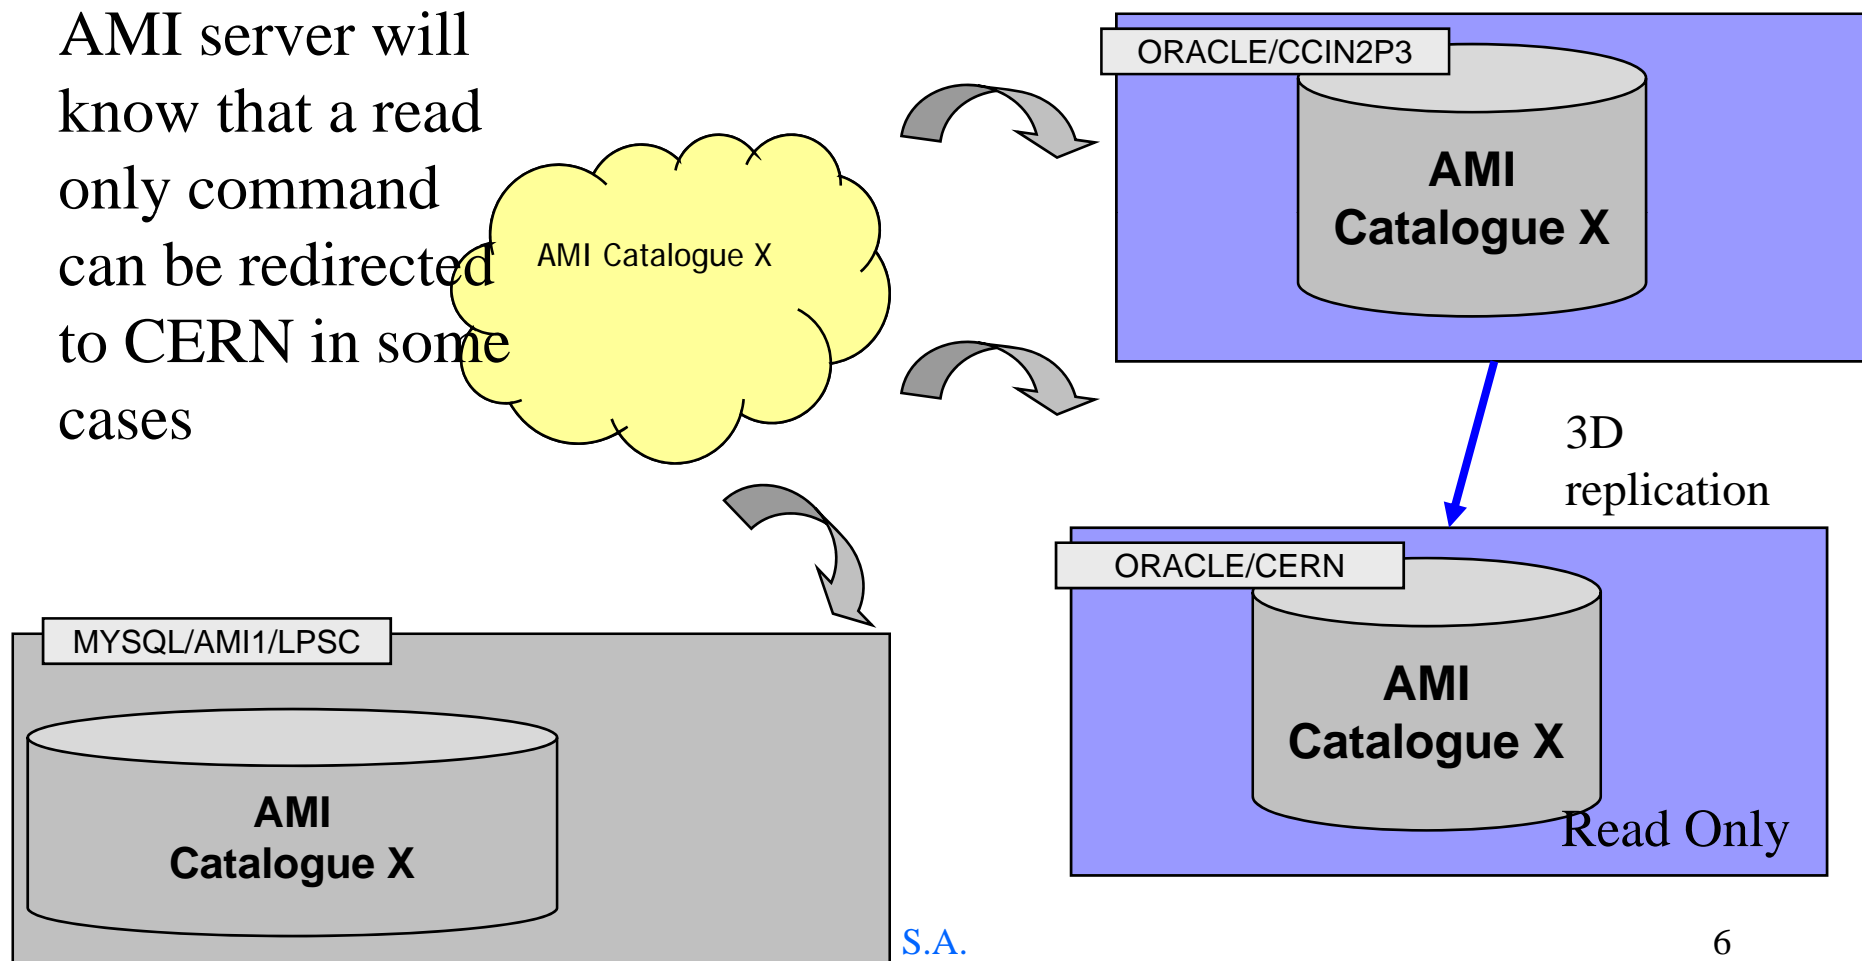 AMI server will
know that a read
only command
can be redirected
to CERN in some
cases
AMI Catalogue X
ORACLE/CCIN2P3
AMI
Catalogue X
3D
replication
ORACLE/CERN
AMI
Catalogue X
Read Only
MYSQL/AMI1/LPSC
AMI
Catalogue X
S.A.
6